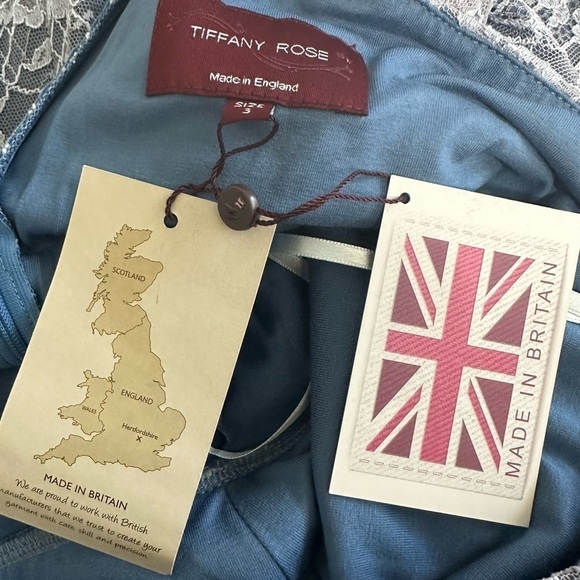 TIFFANY ROSE
Made in England
SIZE
3
SCOTLAND
ENGLAND
WALES
Hertfordshire
MADE IN BRITAIN
We are proud to work with British
manufacturers that we trust to create your
garment with care, skill and precision
MADE IN BRITAIN